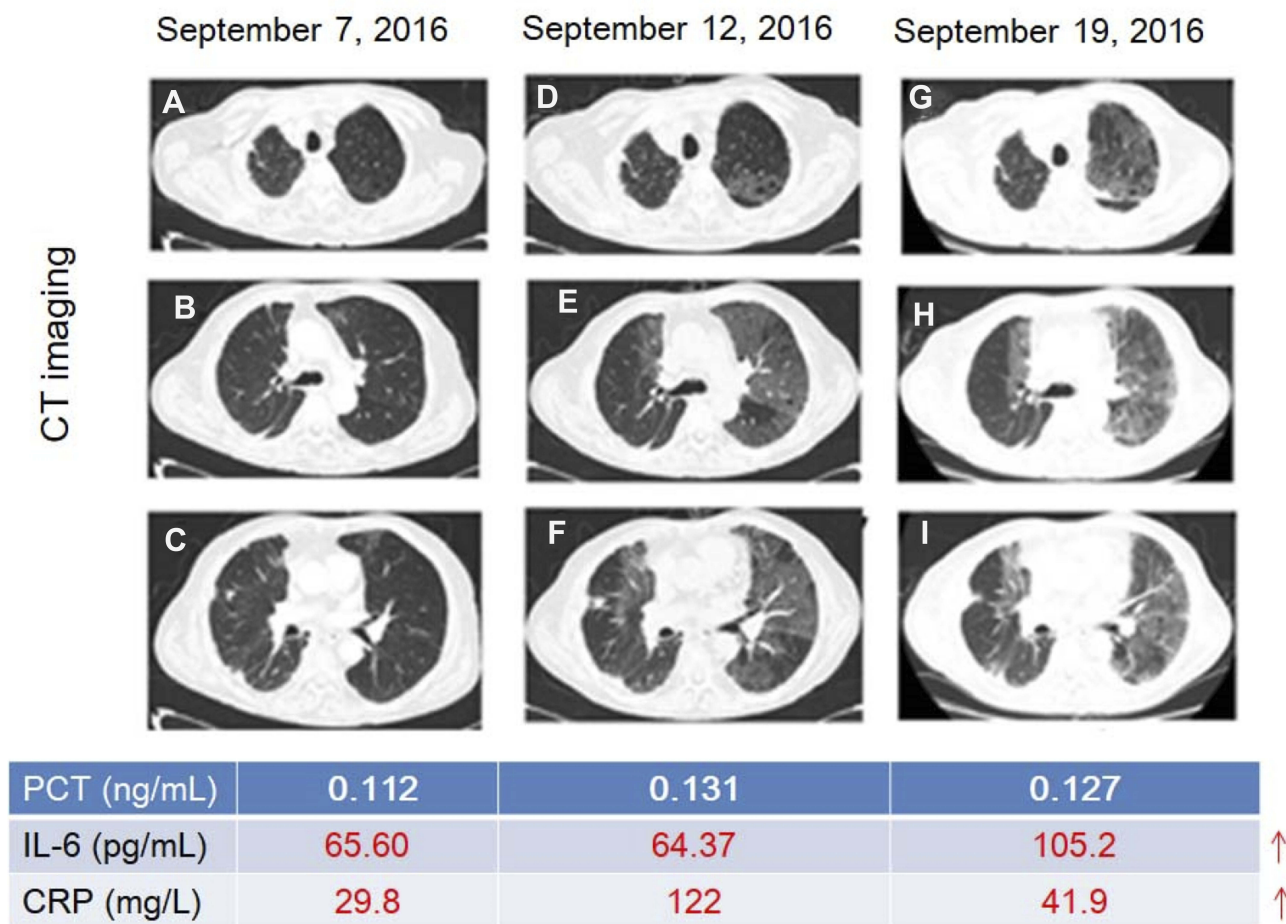 September 7, 2016 September 12, 2016 September 19, 2016
A D G
CT imaging
B E H
C F I
PCT (ng/mL) 0.112 0.131 0.127
IL-6 (pg/mL) 65.60 64.37 105.2 ↑
CRP (mg/L) 29.8 122 41.9 ↑